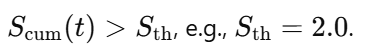 S_cum(t) > S_th, e.g., S_th = 2.0.